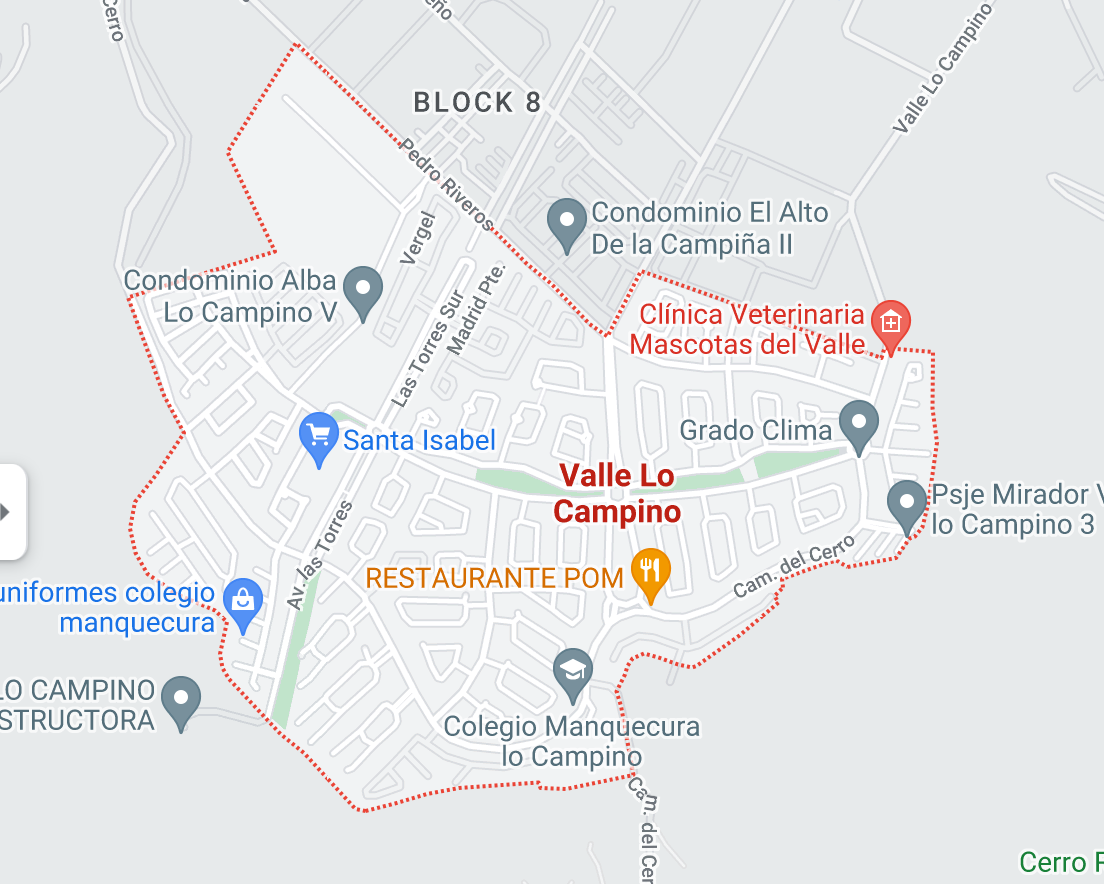 Cerro
eño
BLOCK 8
Valle Lo Campino
Pedro Riveros
Condominio El Alto
De la Campiña II
Vergel
Condominio Alba
Lo Campino V
Madrid Pte.
Las Torres Sur
Clínica Veterinaria
Mascotas del Valle
Grado Clima
Santa Isabel
Valle Lo
Campino
Psje Mirador V
lo Campino 3
Av. las Torres
Cam. del Cerro
RESTAURANTE POM
uniformes colegio
manquecura
LO CAMPINO
STRUCTORA
Colegio Manquecura
lo Campino
Cam. del Cer
Cerro P